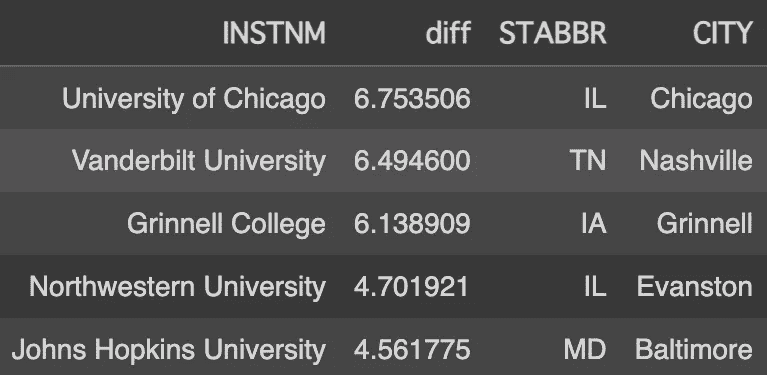 INSTNM diff STABBR CITY
University of Chicago 6.753506 IL Chicago
Vanderbilt University 6.494600 TN Nashville
Grinnell College 6.138909 IA Grinnell
Northwestern University 4.701921 IL Evanston
Johns Hopkins University 4.561775 MD Baltimore